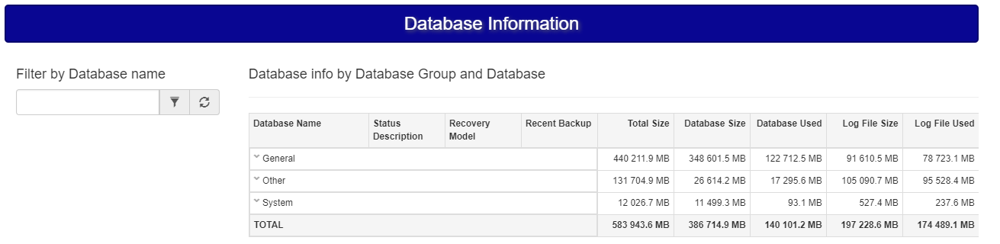 Database Information
Filter by Database name
Database info by Database Group and Database
Database Name Status Description Recovery Model Recent Backup Total Size Database Size Database Used Log File Size Log File Used
General 440 211.9 MB 348 601.5 MB 122 712.5 MB 91 610.5 MB 78 723.1 MB
Other 131 704.9 MB 26 614.2 MB 17 295.6 MB 105 090.7 MB 95 528.4 MB
System 12 026.7 MB 11 499.3 MB 93.1 MB 527.4 MB 237.6 MB
TOTAL 583 943.6 MB 386 714.9 MB 140 101.2 MB 197 228.6 MB 174 489.1 MB